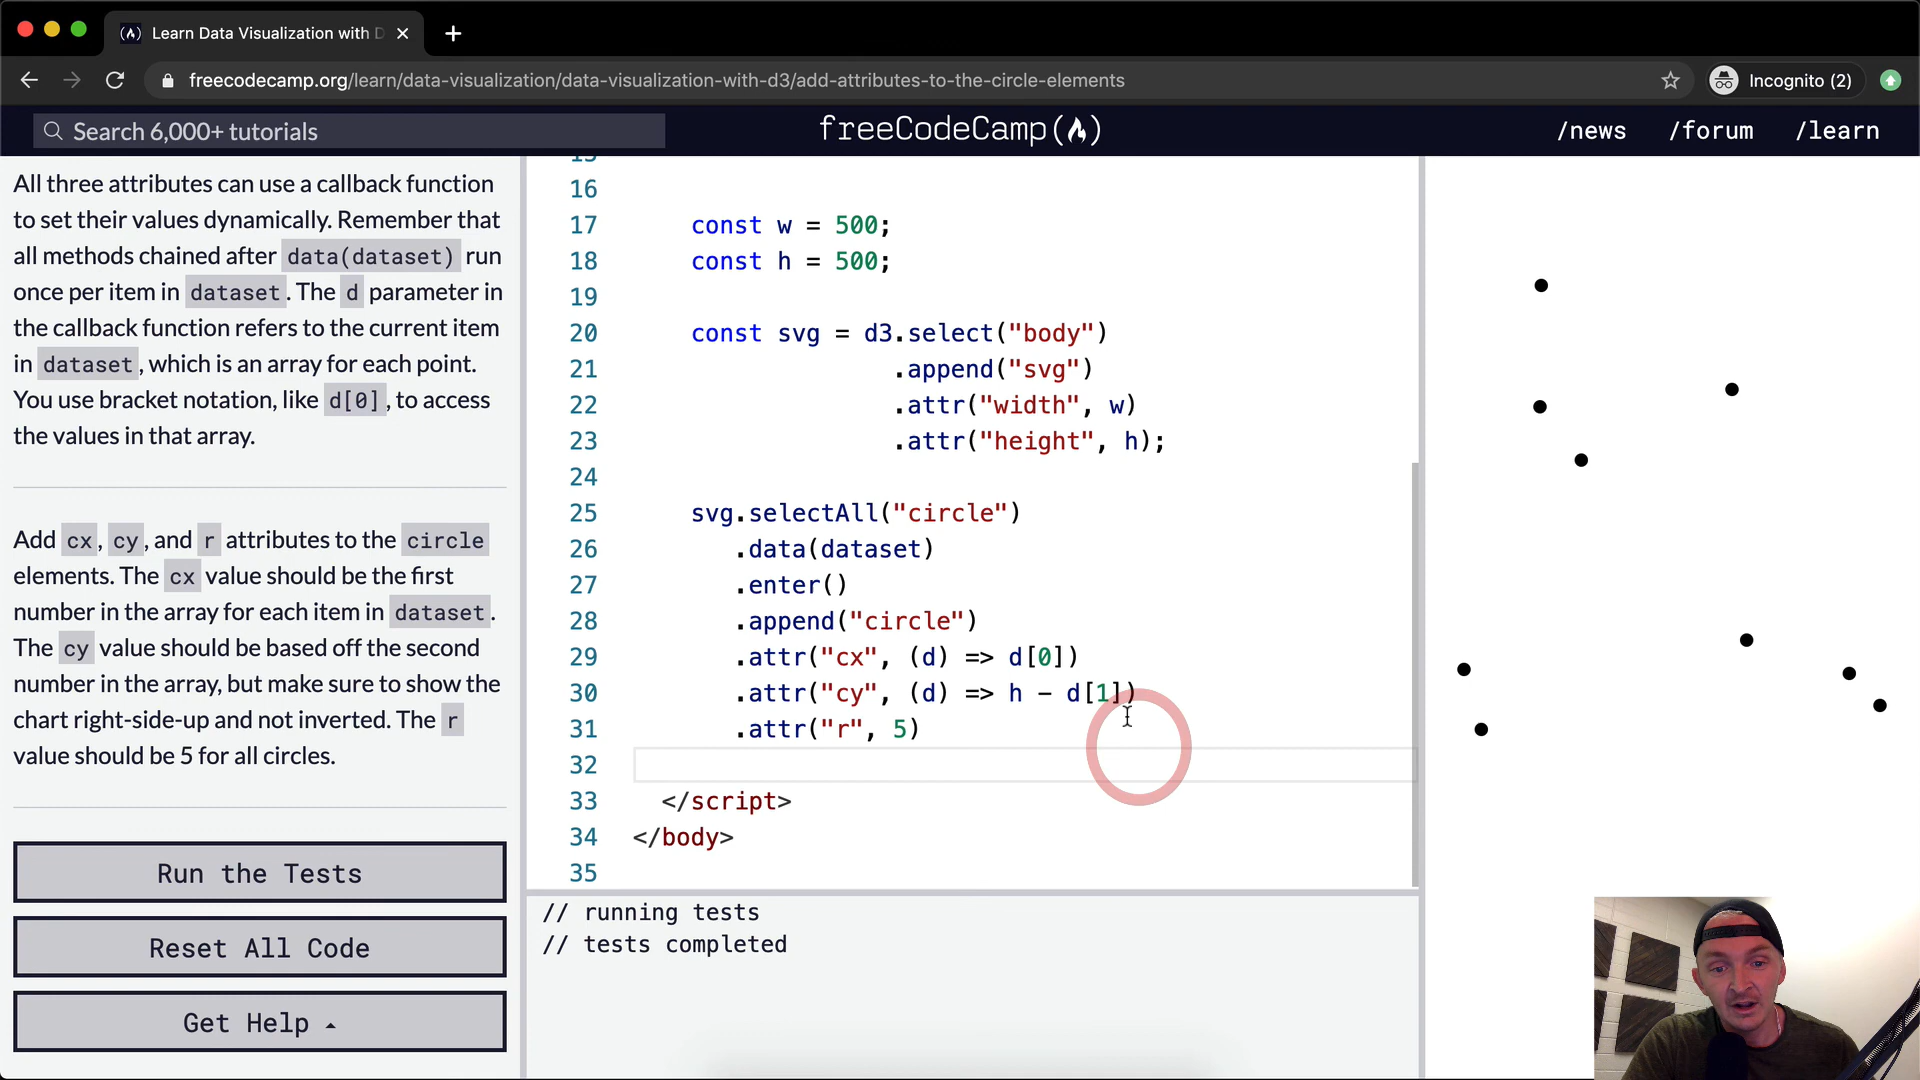 Learn Data Visualization with D
freecodecamp.org/learn/data-visualization/data-visualization-with-d3/add-attributes-to-the-circle-elements
Incognito (2)
Search 6,000+ tutorials
freeCodeCamp
/news
/forum
/learn
All three attributes can use a callback function
to set their values dynamically. Remember that
all methods chained after data(dataset) run
once per item in dataset. The d parameter in
the callback function refers to the current item
in dataset, which is an array for each point.
You use bracket notation, like d[0], to access
the values in that array.
Add cx, cy, and r attributes to the circle
elements. The cx value should be the first
number in the array for each item in dataset.
The cy value should be based off the second
number in the array, but make sure to show the
chart right-side-up and not inverted. The r
value should be 5 for all circles.
Run the Tests
Reset All Code
Get Help
15
16
17 const w = 500;
18 const h = 500;
19
20 const svg = d3.select("body")
21 .append("svg")
22 .attr("width", w)
23 .attr("height", h);
24
25 svg.selectAll("circle")
26 .data(dataset)
27 .enter()
28 .append("circle")
29 .attr("cx", (d) => d[0])
30 .attr("cy", (d) => h - d[1])
31 .attr("r", 5)
32
33 </script>
34 </body>
35
// running tests
// tests completed